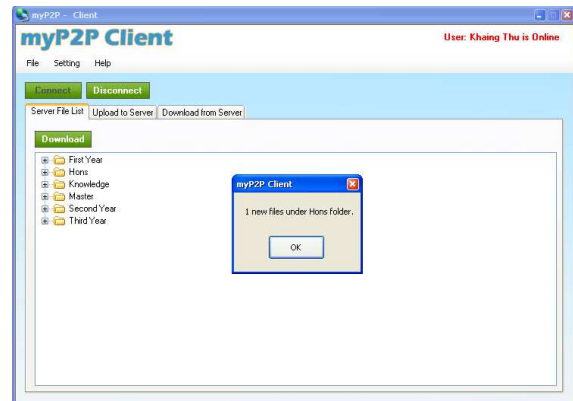 myP2P - Client
myP2P Client
User: Khaing Thu is Online
File Setting Help
Connect Disconnect
Server File List Upload to Server Download from Server
Download
First Year
Hons
Knowledge
Master
Second Year
Third Year
myP2P Client
1 new files under Hons folder.
OK